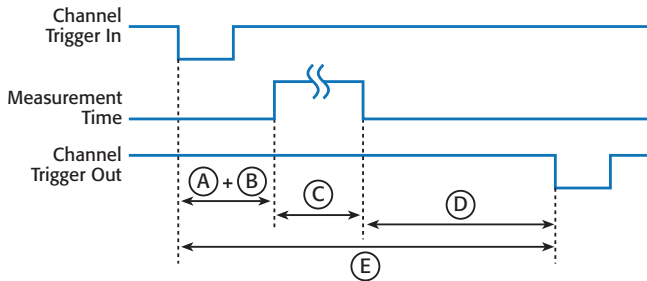 Channel
Trigger In
Measurement
Time
Channel
Trigger Out
A + B
C
D
E